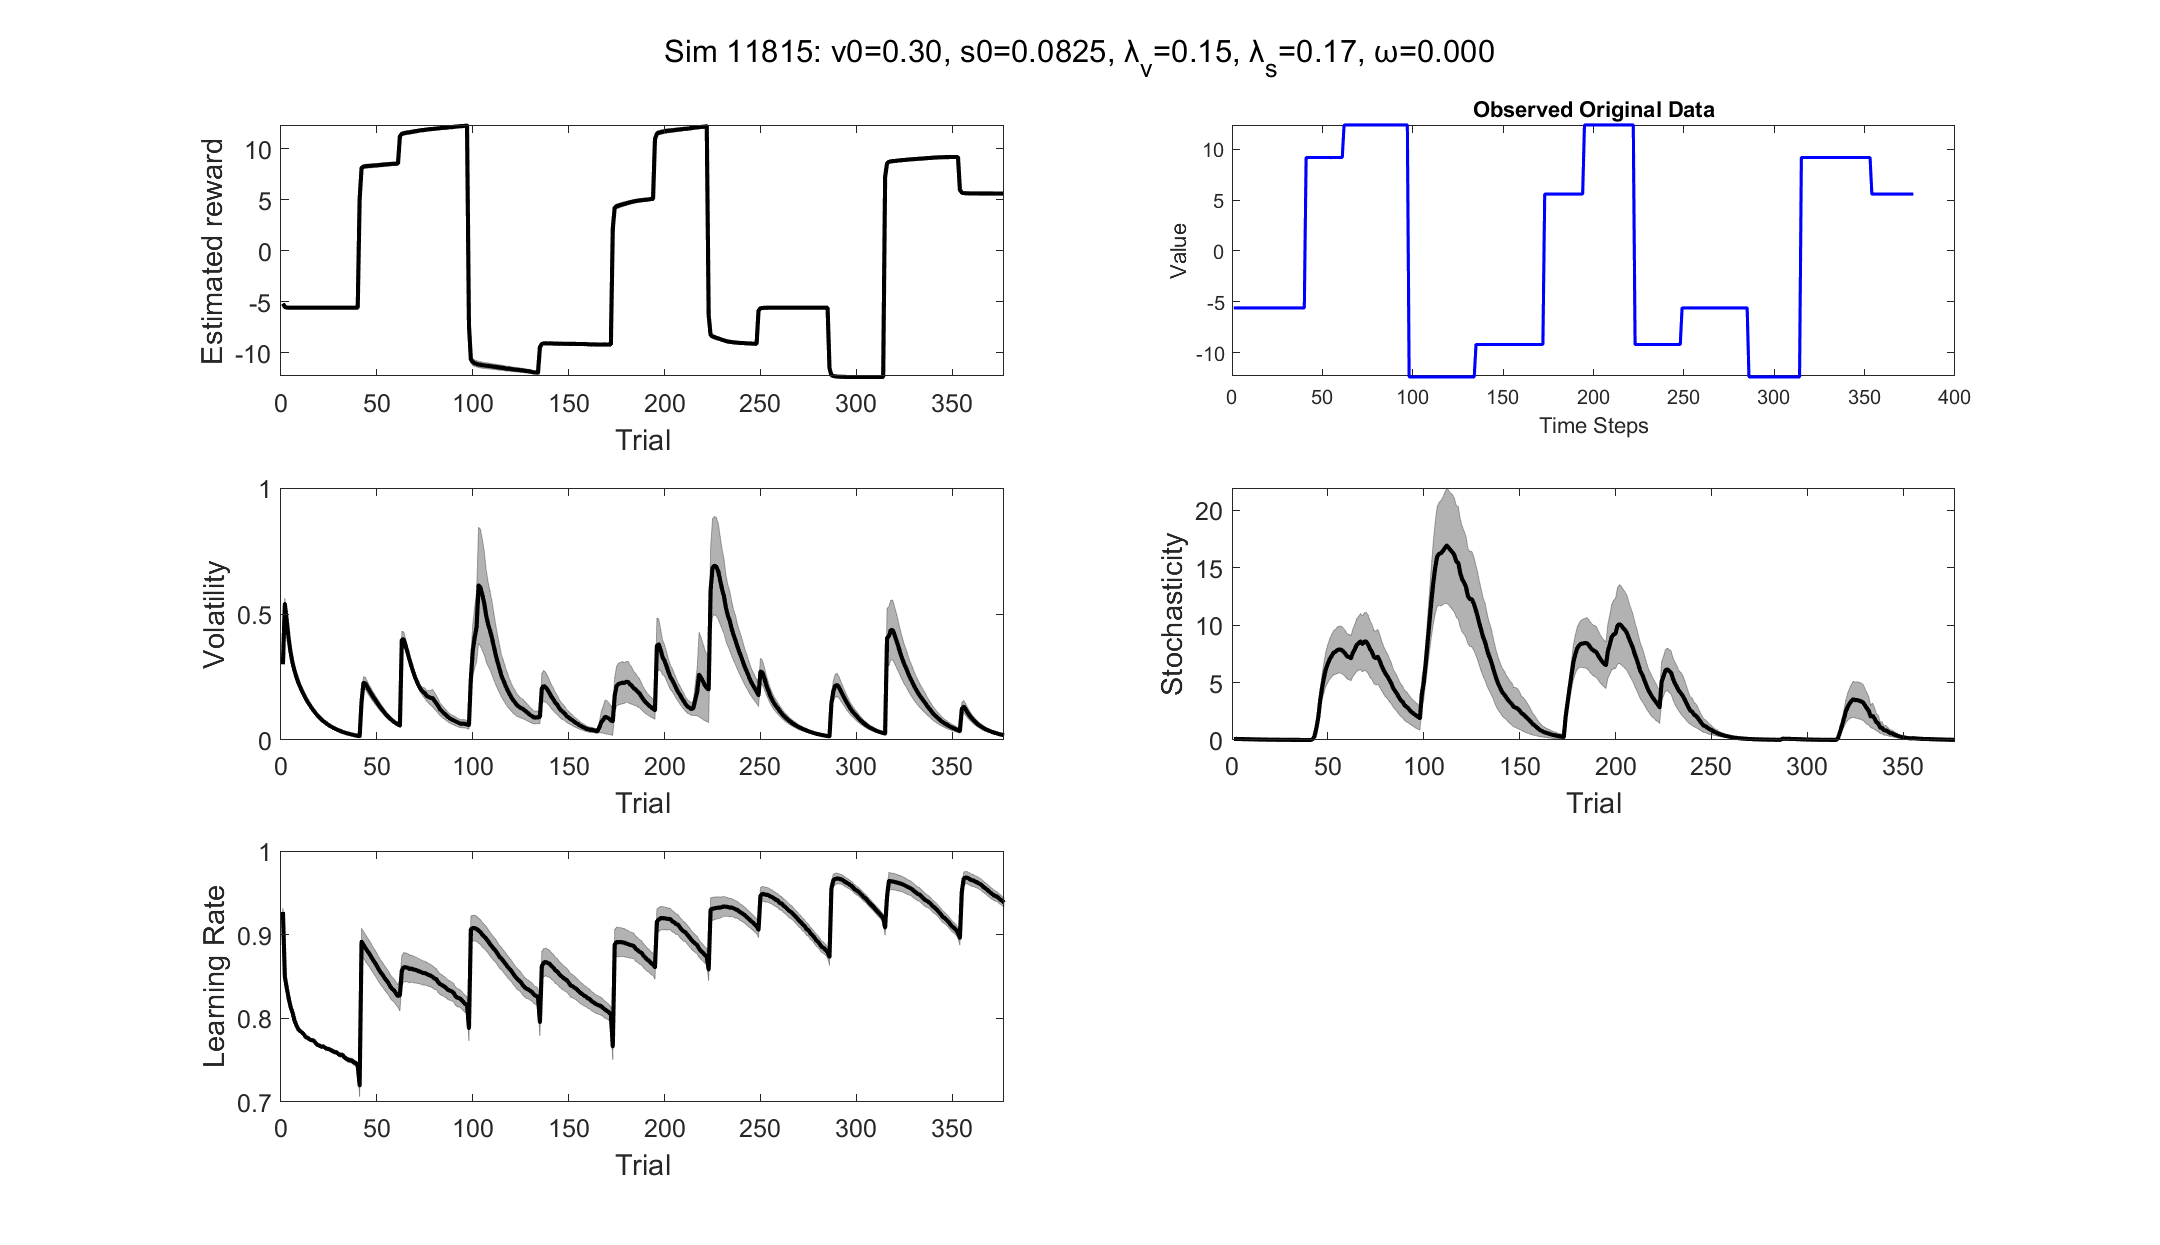 Sim 11815: v0=0.30, s0=0.0825, λv=0.15, λs=0.17, ω=0.000
Estimated reward
10
5
0
-5
-10
0 50 100 150 200 250 300 350
Trial
Observed Original Data
Value
10
5
0
-5
-10
0 50 100 150 200 250 300 350 400
Time Steps
Volatility
1
0.5
0
0 50 100 150 200 250 300 350
Trial
Stochasticity
20
15
10
5
0
0 50 100 150 200 250 300 350
Trial
Learning Rate
1
0.9
0.8
0.7
0 50 100 150 200 250 300 350
Trial